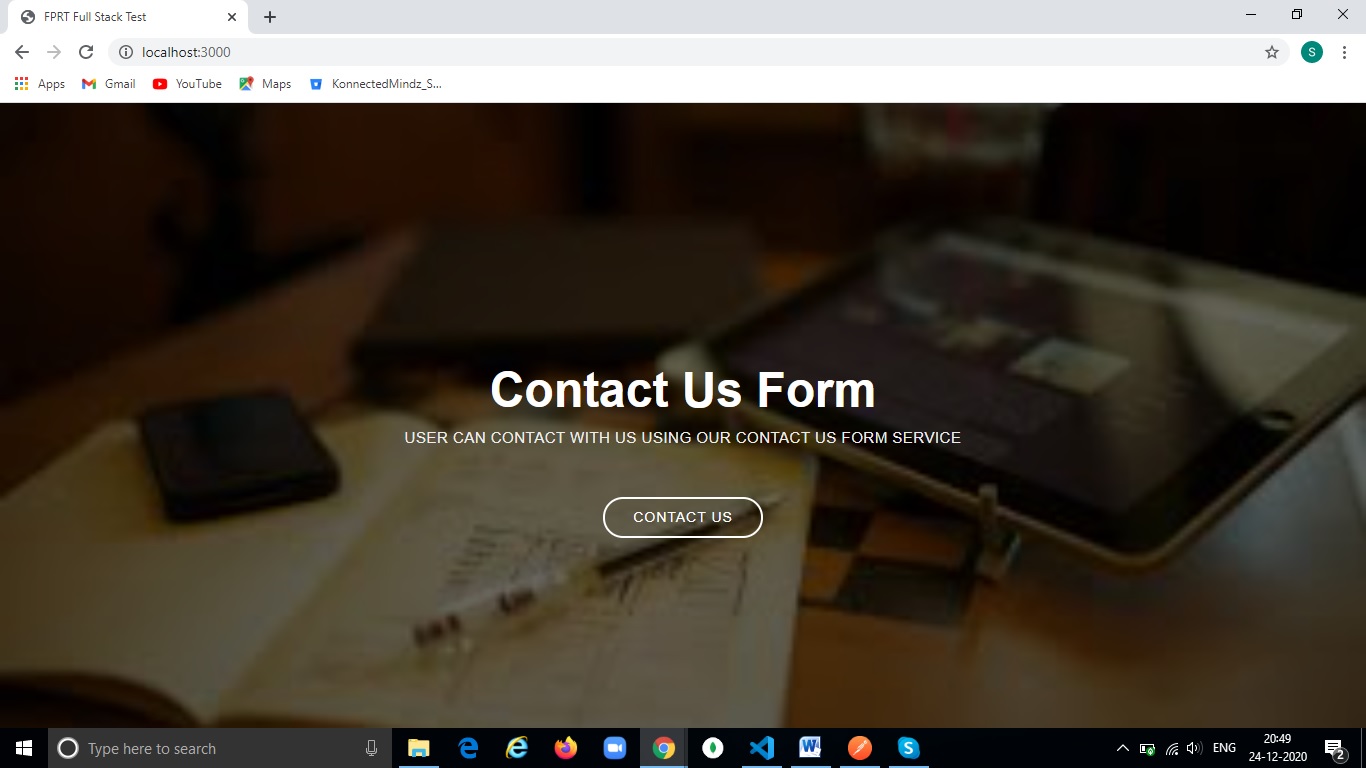 FPRT Full Stack Test
localhost:3000
Apps Gmail YouTube Maps KonnectedMindz_S...
S
Contact Us Form
USER CAN CONTACT WITH US USING OUR CONTACT US FORM SERVICE
CONTACT US
Type here to search
ENG
20:49
24-12-2020
2